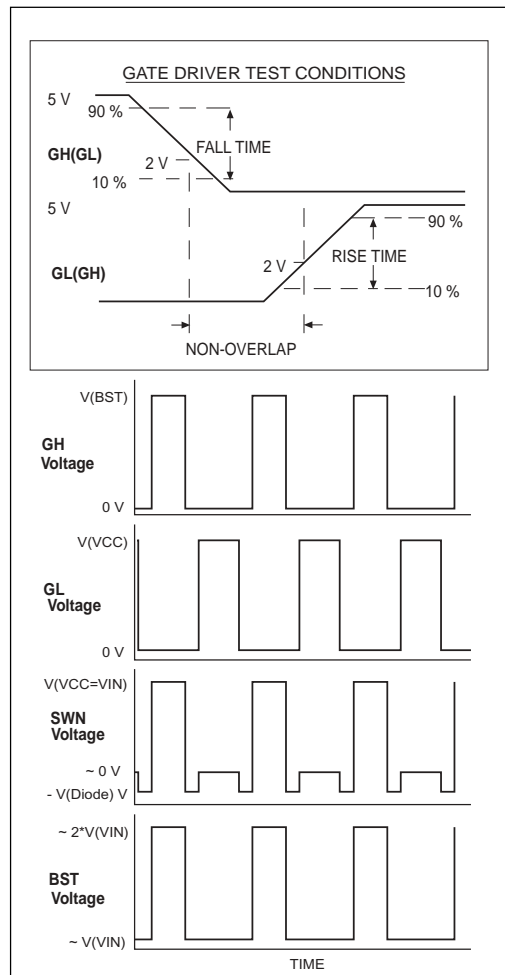 GATE DRIVER TEST CONDITIONS
5 V
90 %
FALL TIME
GH(GL)
2 V
10 %
5 V
90 %
RISE TIME
2 V
GL(GH)
10 %
NON-OVERLAP
V(BST)
GH
Voltage
0 V
V(VCC)
GL
Voltage
0 V
V(VCC=VIN)
SWN
Voltage
~ 0 V
- V(Diode) V
~ 2*V(VIN)
BST
Voltage
~ V(VIN)
TIME